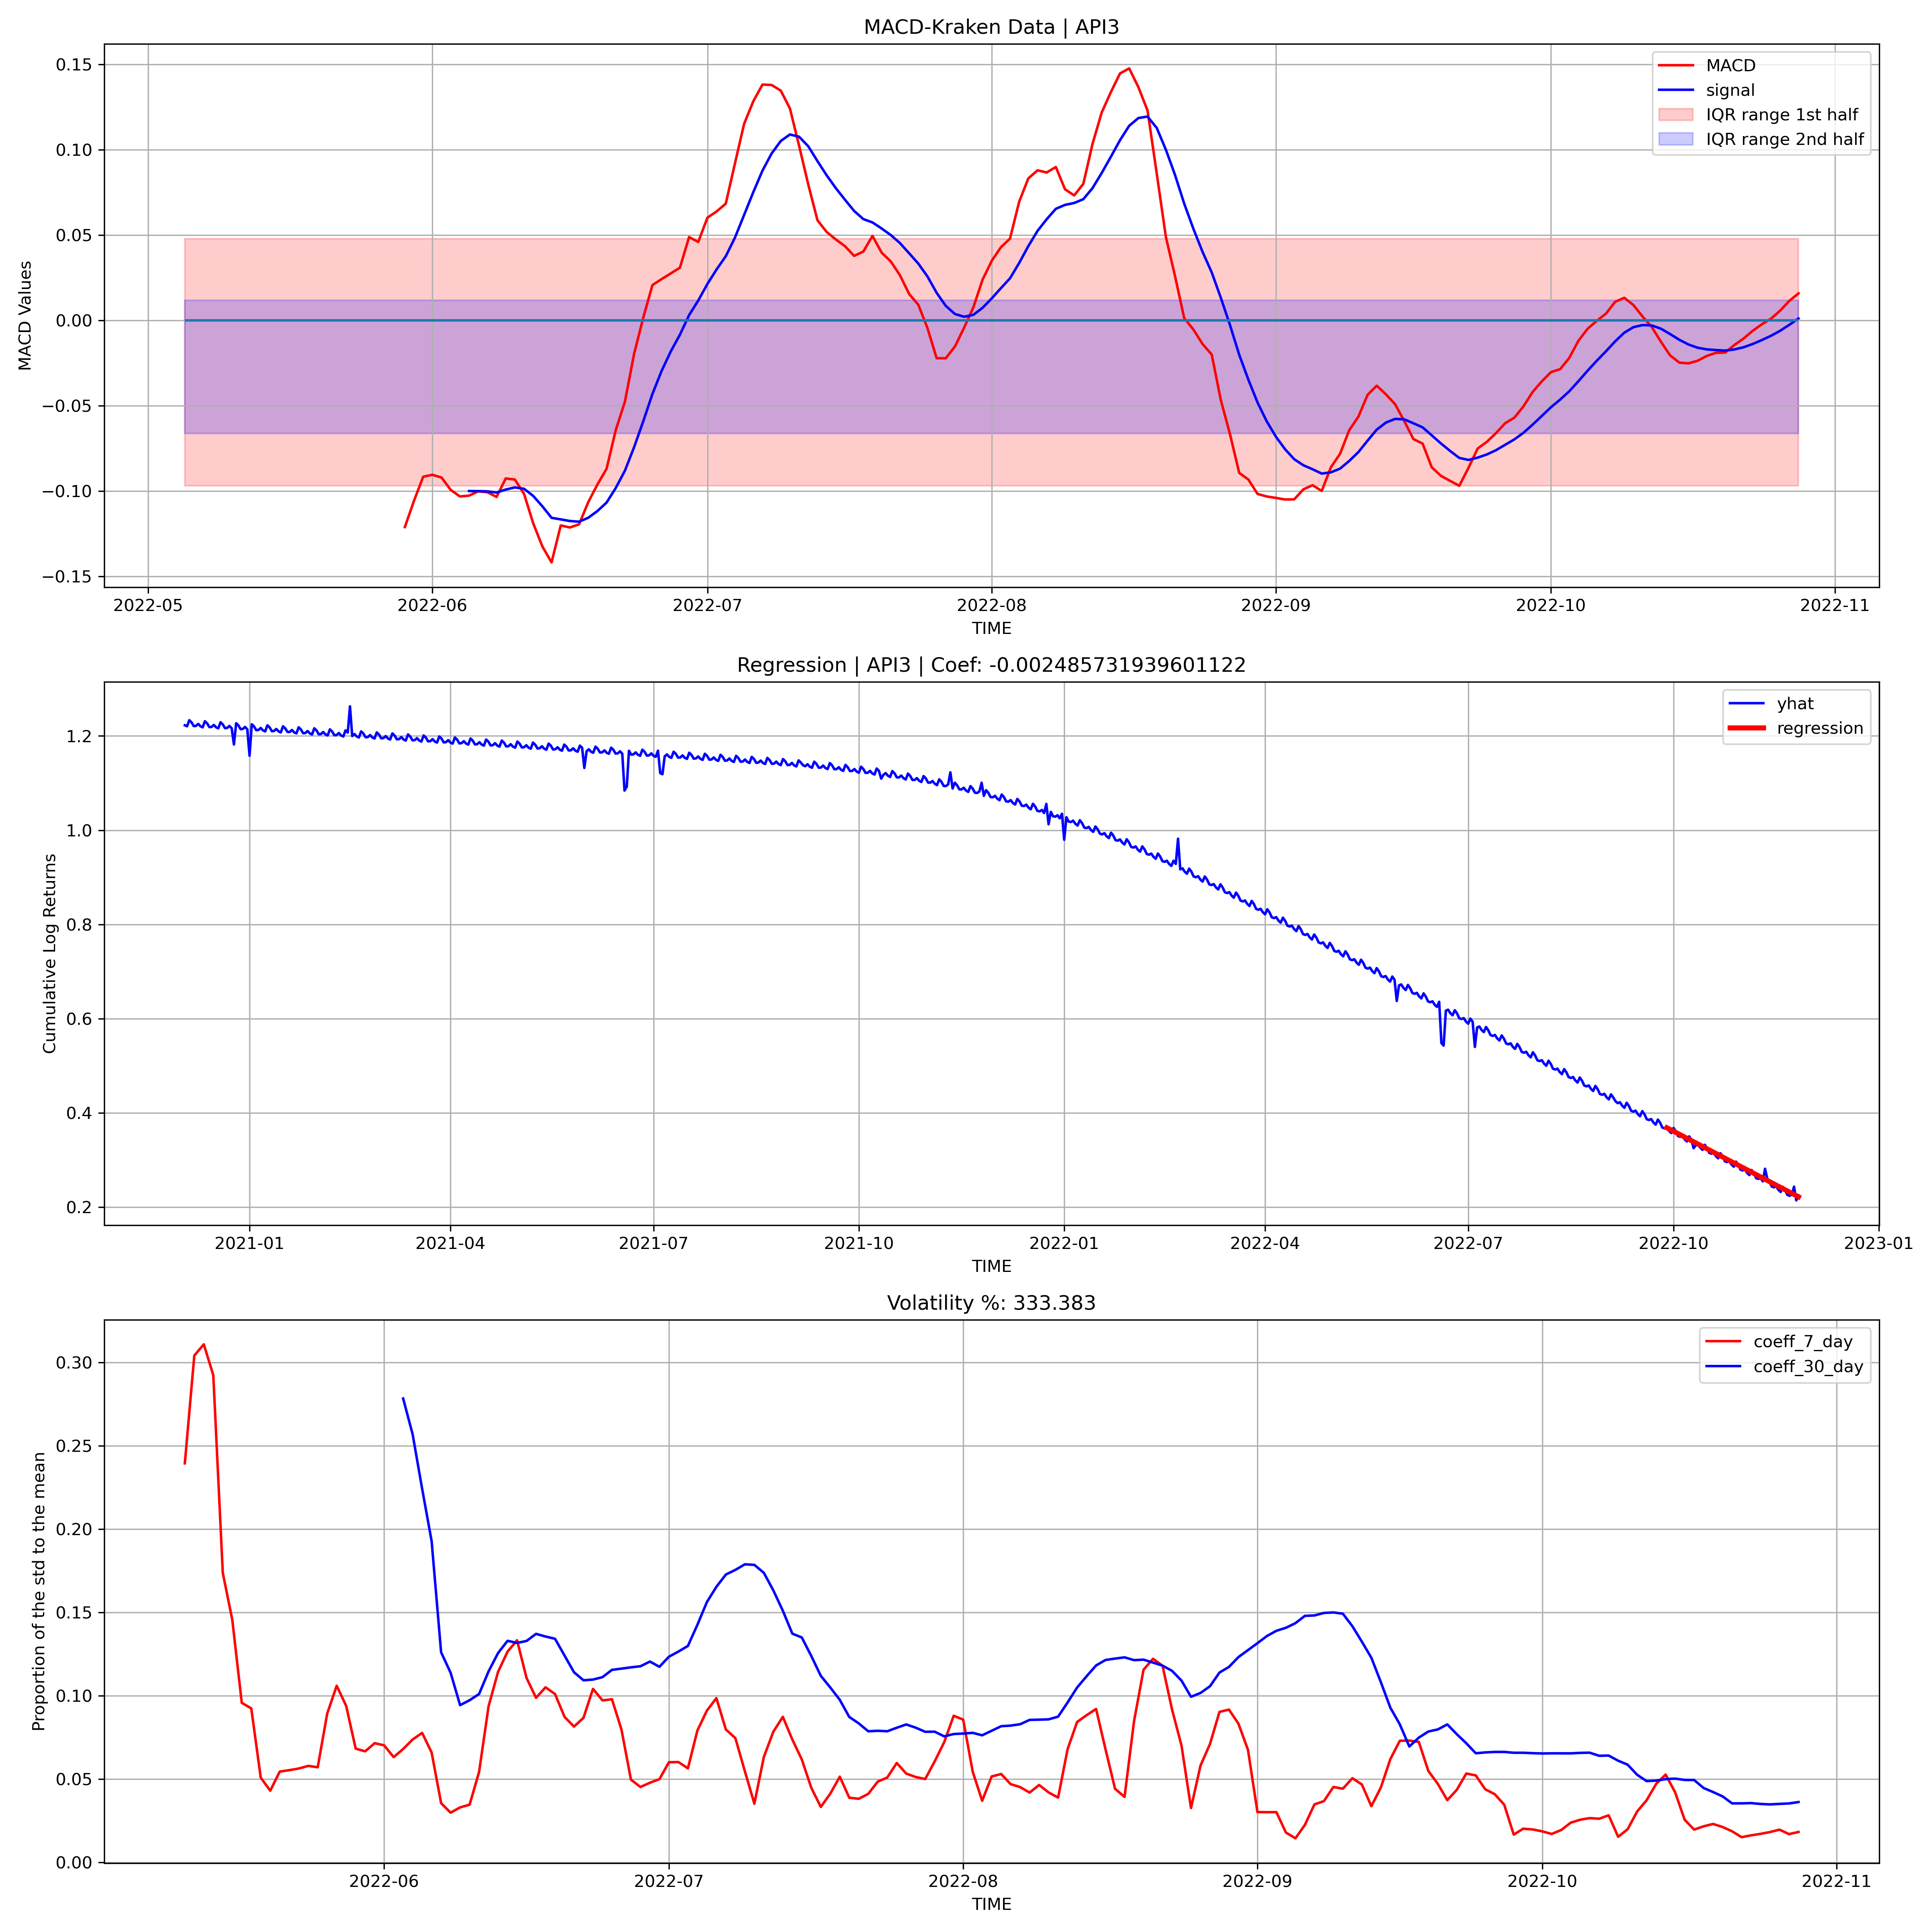 MACD-Kraken Data | API3
MACD Values
0.15
0.10
0.05
0.00
−0.05
−0.10
−0.15
MACD
signal
IQR range 1st half
IQR range 2nd half
2022-05 2022-06 2022-07 2022-08 2022-09 2022-10 2022-11
TIME
Regression | API3 | Coef: -0.002485731939601122
Cumulative Log Returns
1.2
1.0
0.8
0.6
0.4
0.2
yhat
regression
2021-01 2021-04 2021-07 2021-10 2022-01 2022-04 2022-07 2022-10 2023-01
TIME
Volatility %: 333.383
Proportion of the std to the mean
0.30
0.25
0.20
0.15
0.10
0.05
0.00
coeff_7_day
coeff_30_day
2022-06 2022-07 2022-08 2022-09 2022-10 2022-11
TIME